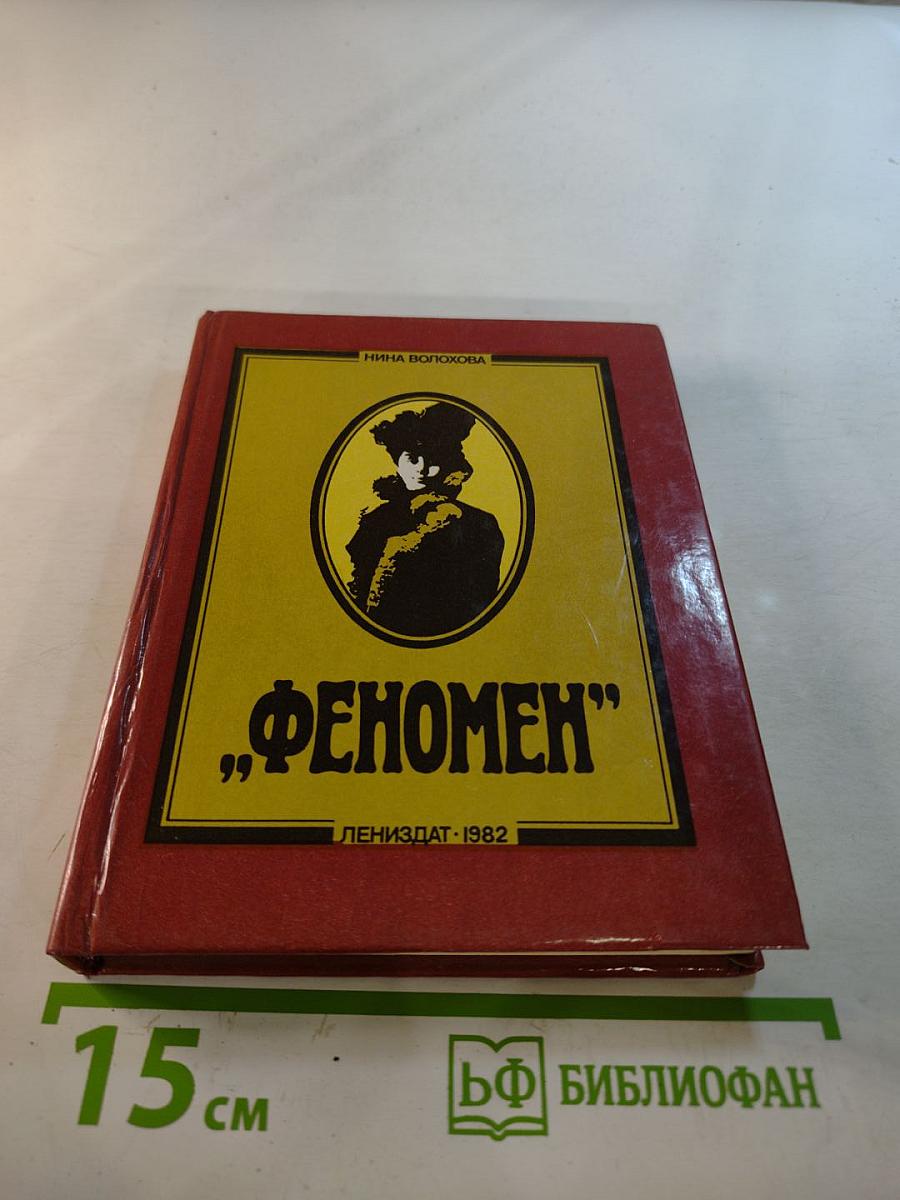 НИНА ВОЛОХОВА
„ФЕНОМЕН”
ЛЕНИЗДАТ · 1982
15 см
ЬФ БИБЛИОФАН